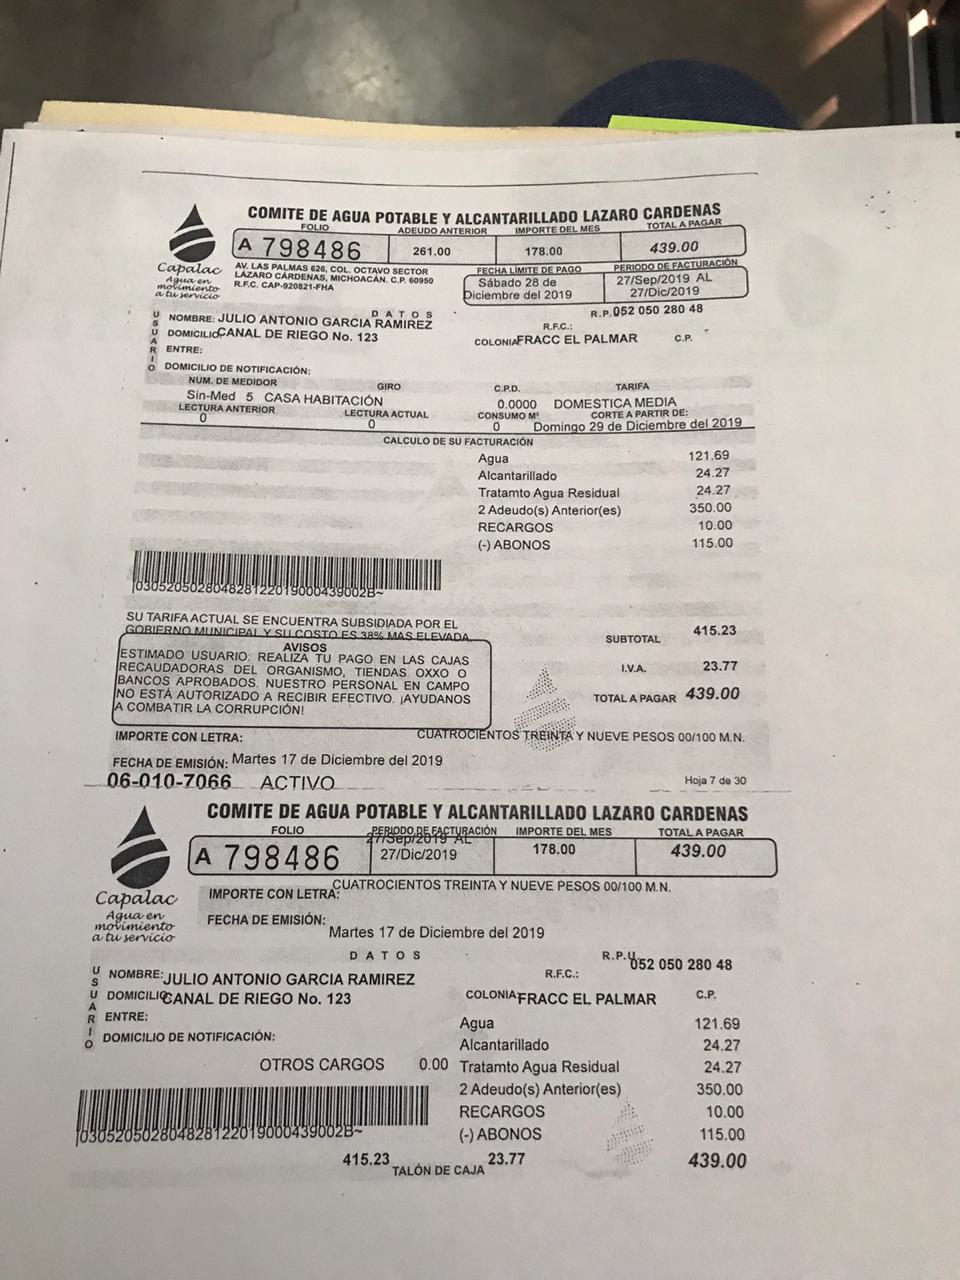 COMITE DE AGUA POTABLE Y ALCANTARILLADO LAZARO CARDENAS
FOLIO ADEUDO ANTERIOR IMPORTE DEL MES TOTAL A PAGAR
A 798486 261.00 178.00 439.00
Capalac
Agua en
movimiento
a tu servicio
AV. LAS PALMAS 626, COL. OCTAVO SECTOR
LAZARO CÁRDENAS, MICHOACÁN. C.P. 60950
R.F.C. CAP-920821-FHA
FECHA LÍMITE DE PAGO PERIODO DE FACTURACIÓN
Sábado 28 de 27/Sep/2019 AL
Diciembre del 2019 27/Dic/2019
DATOS R.P. 052 050 280 48
USUARIO
NOMBRE: JULIO ANTONIO GARCIA RAMIREZ R.F.C.:
DOMICILIO CANAL DE RIEGO No. 123 COLONIA FRACC EL PALMAR C.P.
ENTRE:
DOMICILIO DE NOTIFICACIÓN:
NUM. DE MEDIDOR GIRO C.P.D. TARIFA
Sin-Med 5 CASA HABITACIÓN 0.0000 DOMESTICA MEDIA
LECTURA ANTERIOR LECTURA ACTUAL CONSUMO M³ CORTE A PARTIR DE:
0 0 0 Domingo 29 de Diciembre del 2019
CALCULO DE SU FACTURACIÓN
Agua 121.69
Alcantarillado 24.27
Tratamto Agua Residual 24.27
2 Adeudo(s) Anterior(es) 350.00
RECARGOS 10.00
(-) ABONOS 115.00
|03052050280482812201900043900​2B~
SU TARIFA ACTUAL SE ENCUENTRA SUBSIDIADA POR EL
GOBIERNO MUNICIPAL Y SU COSTO ES 38% MAS ELEVADA.
SUBTOTAL 415.23
AVISOS
ESTIMADO USUARIO: REALIZA TU PAGO EN LAS CAJAS
RECAUDADORAS DEL ORGANISMO, TIENDAS OXXO O
BANCOS APROBADOS. NUESTRO PERSONAL EN CAMPO
NO ESTÁ AUTORIZADO A RECIBIR EFECTIVO. ¡AYUDANOS
A COMBATIR LA CORRUPCIÓN!
I.V.A. 23.77
TOTAL A PAGAR 439.00
IMPORTE CON LETRA: CUATROCIENTOS TREINTA Y NUEVE PESOS 00/100 M.N.
FECHA DE EMISIÓN: Martes 17 de Diciembre del 2019
06-010-7066 ACTIVO Hoja 7 de 30
COMITE DE AGUA POTABLE Y ALCANTARILLADO LAZARO CARDENAS
FOLIO PERIODO DE FACTURACIÓN IMPORTE DEL MES TOTAL A PAGAR
27/Sep/2019 AL
A 798486 27/Dic/2019 178.00 439.00
Capalac
Agua en
movimiento
a tu servicio
IMPORTE CON LETRA: CUATROCIENTOS TREINTA Y NUEVE PESOS 00/100 M.N.
FECHA DE EMISIÓN:
Martes 17 de Diciembre del 2019
DATOS R.P.U. 052 050 280 48
USUARIO
NOMBRE: JULIO ANTONIO GARCIA RAMIREZ R.F.C.:
DOMICILIO CANAL DE RIEGO No. 123 COLONIA FRACC EL PALMAR C.P.
ENTRE:
DOMICILIO DE NOTIFICACIÓN:
Agua 121.69
Alcantarillado 24.27
OTROS CARGOS 0.00 Tratamto Agua Residual 24.27
2 Adeudo(s) Anterior(es) 350.00
RECARGOS 10.00
(-) ABONOS 115.00
|030520502804828122019000439002B~
415.23 TALÓN DE CAJA 23.77 439.00